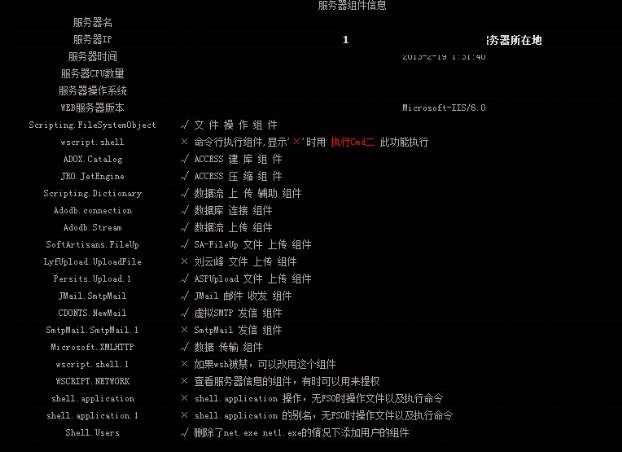 服务器组件信息
服务器名
服务器IP 1 务器所在地
服务器时间 2013-2-19 1:31:40
服务器CPU数量
服务器操作系统
WEB服务器版本 Microsoft-IIS/6.0
Scripting.FileSystemObject √ 文 件 操 作 组 件
wscript.shell × 命令行执行组件,显示'×'时用 执行Cmd二 此功能执行
ADOX.Catalog √ ACCESS 建 库 组 件
JRO.JetEngine √ ACCESS 压 缩 组 件
Scripting.Dictionary √ 数据流 上 传 辅助 组件
Adodb.connection √ 数据库 连接 组件
Adodb.Stream √ 数据流 上传 组件
SoftArtisans.FileUp √ SA-FileUp 文件 上传 组件
LyfUpload.UploadFile × 刘云峰 文件 上传 组件
Persits.Upload.1 √ ASPUpload 文件 上传 组件
JMail.SmtpMail √ JMail 邮件 收发 组件
CDONTS.NewMail √ 虚拟SMTP 发信 组件
SmtpMail.SmtpMail.1 × SmtpMail 发信 组件
Microsoft.XMLHTTP √ 数据 传输 组件
wscript.shell.1 × 如果wsh被禁，可以改用这个组件
WSCRIPT.NETWORK × 查看服务器信息的组件，有时可以用来提权
shell.application × shell.application 操作，无FSO时操作文件以及执行命令
shell.application.1 × shell.application 的别名，无FSO时操作文件以及执行命令
Shell.Users √ 删除了net.exe net1.exe的情况下添加用户的组件